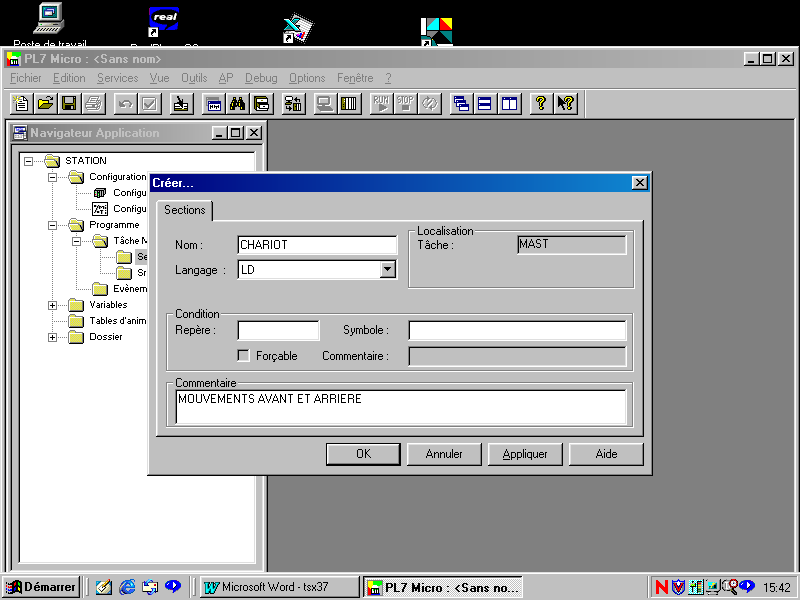 real
Poste de travail
PL7 Micro : <Sans nom>
Fichier Edition Services Vue Outils AP Debug Options Fenêtre ?
RUN STOP
Navigateur Application
STATION
Configuration
Configu
Configu
Programme
Tâche M
Se
Sr
Evène
Variables
Tables d'anim
Dossier
Créer...
Sections
Nom : CHARIOT
Langage : LD
Localisation
Tâche : MAST
Condition
Repère : Symbole :
Forçable Commentaire :
Commentaire
MOUVEMENTS AVANT ET ARRIERE
OK Annuler Appliquer Aide
Démarrer Microsoft Word - tsx37 PL7 Micro : <Sans no... 15:42